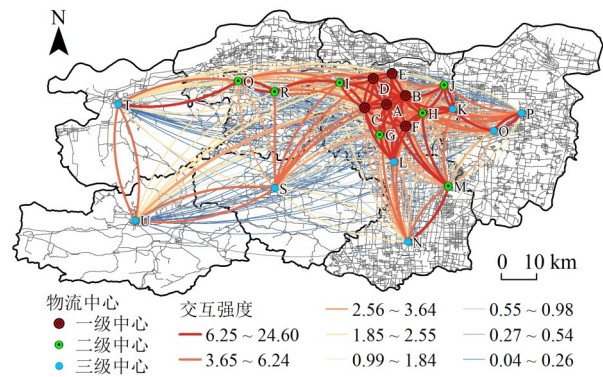 N
E
D
J
Q
I
B
R
T
A
H
K
P
C
F
O
G
L
M
S
U
N
0 10 km
物流中心
一级中心
二级中心
三级中心
交互强度
6.25 ~ 24.60
3.65 ~ 6.24
2.56 ~ 3.64
1.85 ~ 2.55
0.99 ~ 1.84
0.55 ~ 0.98
0.27 ~ 0.54
0.04 ~ 0.26